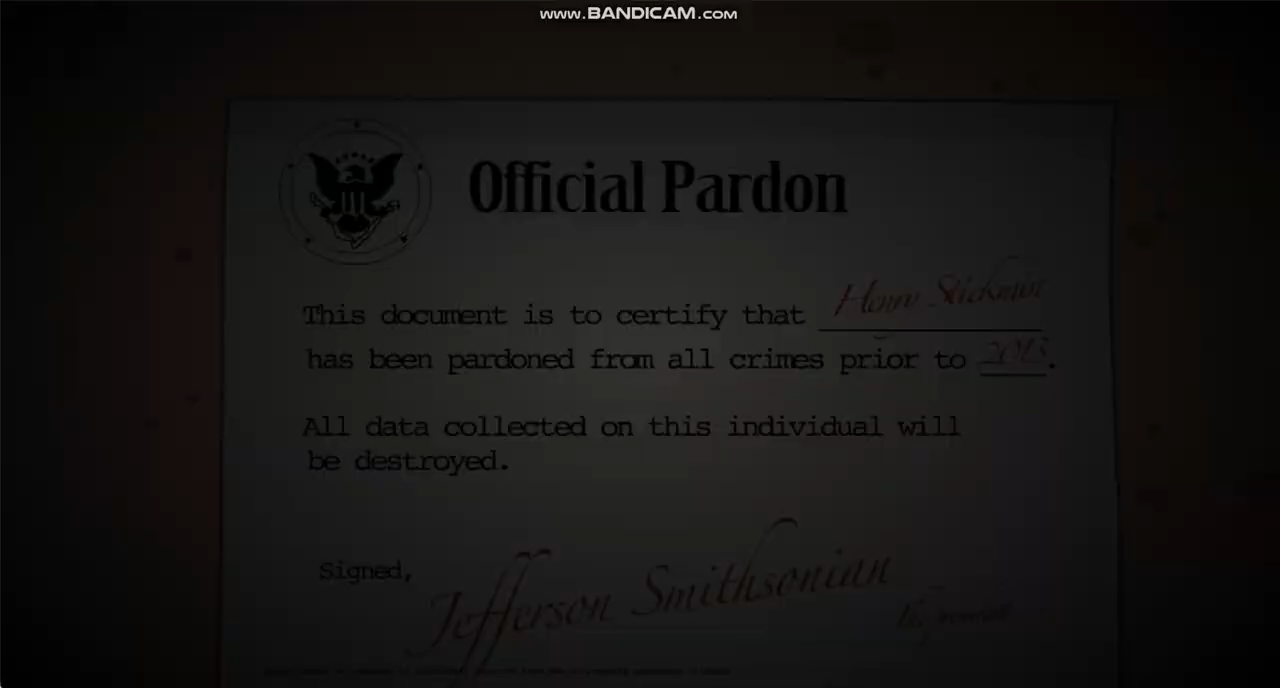 www.BANDICAM.com
Official Pardon
This document is to certify that Henry Stickmin
has been pardoned from all crimes prior to 2013.
All data collected on this individual will
be destroyed.
Signed,
Jefferson Smithsonian